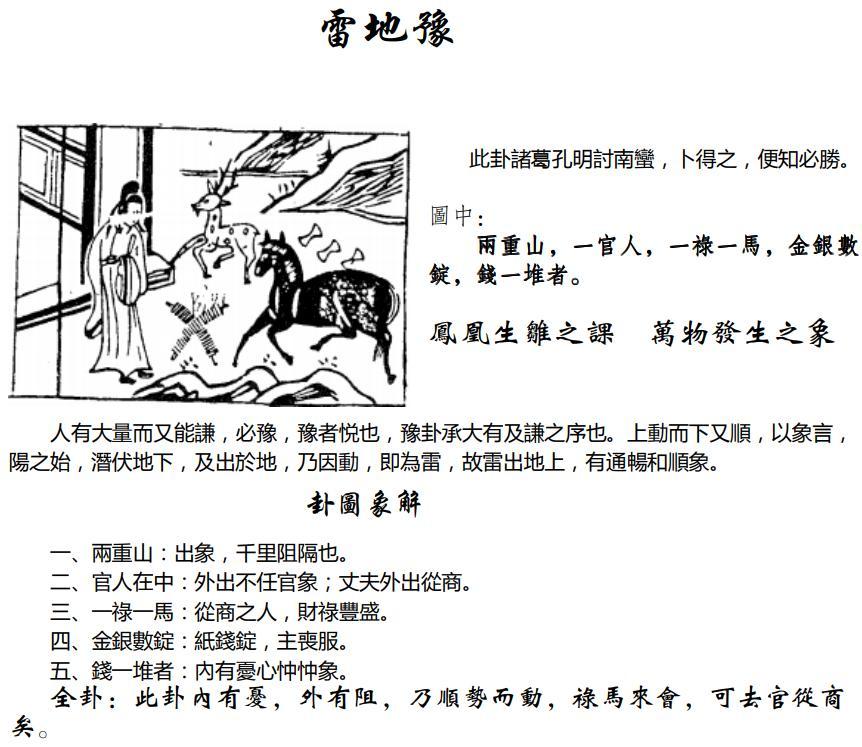 雷地豫
此卦諸葛孔明討南蠻，卜得之，便知必勝。
圖中：
兩重山，一官人，一祿一馬，金銀數
錠，錢一堆者。
鳳凰生雛之課　萬物發生之象
人有大量而又能謙，必豫，豫者悦也，豫卦承大有及謙之序也。上動而下又順，以象言，
陽之始，潛伏地下，及出於地，乃因動，即為雷，故雷出地上，有通暢和順象。
卦圖象解
一、兩重山：出象，千里阻隔也。
二、官人在中：外出不任官象；丈夫外出從商。
三、一祿一馬：從商之人，財祿豐盛。
四、金銀數錠：紙錢錠，主喪服。
五、錢一堆者：內有憂心忡忡象。
全卦：此卦內有憂，外有阻，乃順勢而動，祿馬來會，可去官從商
矣。